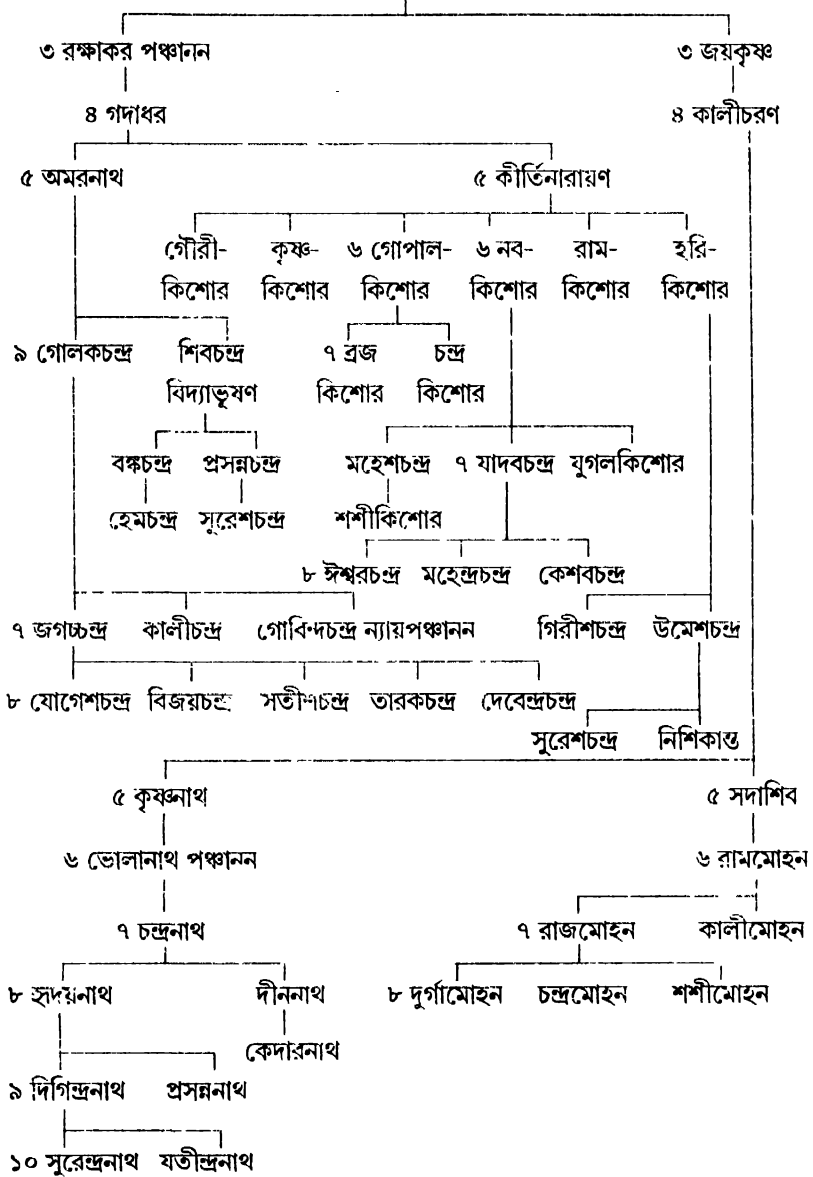 ৩ রক্ষাকর পঞ্চানন ৩ জয়কৃষ্ণ
৪ গদাধর ৪ কালীচরণ
৫ অমরনাথ ৫ কীর্তিনারায়ণ
গৌরী- কৃষ্ণ- ৬ গোপাল- ৬ নব- রাম- হরি-
কিশোর কিশোর কিশোর কিশোর কিশোর কিশোর
৯ গোলকচন্দ্র শিবচন্দ্র ৭ ব্রজ চন্দ্র
বিদ্যাভূষণ কিশোর কিশোর
বঙ্কচন্দ্র প্রসন্নচন্দ্র মহেশচন্দ্র ৭ যাদবচন্দ্র যুগলকিশোর
হেমচন্দ্র সুরেশচন্দ্র শশীকিশোর
৮ ঈশ্বরচন্দ্র মহেন্দ্রচন্দ্র কেশবচন্দ্র
৭ জগচ্চন্দ্র কালীচন্দ্র গোবিন্দচন্দ্র ন্যায়পঞ্চানন গিরীশচন্দ্র উমেশচন্দ্র
৮ যোগেশচন্দ্র বিজয়চন্দ্র সতীশচন্দ্র তারকচন্দ্র দেবেন্দ্রচন্দ্র
সুরেশচন্দ্র নিশিকান্ত
৫ কৃষ্ণনাথ ৫ সদাশিব
৬ ভোলানাথ পঞ্চানন ৬ রামমোহন
৭ চন্দ্রনাথ ৭ রাজমোহন কালীমোহন
৮ হৃদয়নাথ দীননাথ ৮ দুর্গামোহন চন্দ্রমোহন শশীমোহন
কেদারনাথ
৯ দিগিন্দ্রনাথ প্রসন্ননাথ
১০ সুরেন্দ্রনাথ যতীন্দ্রনাথ